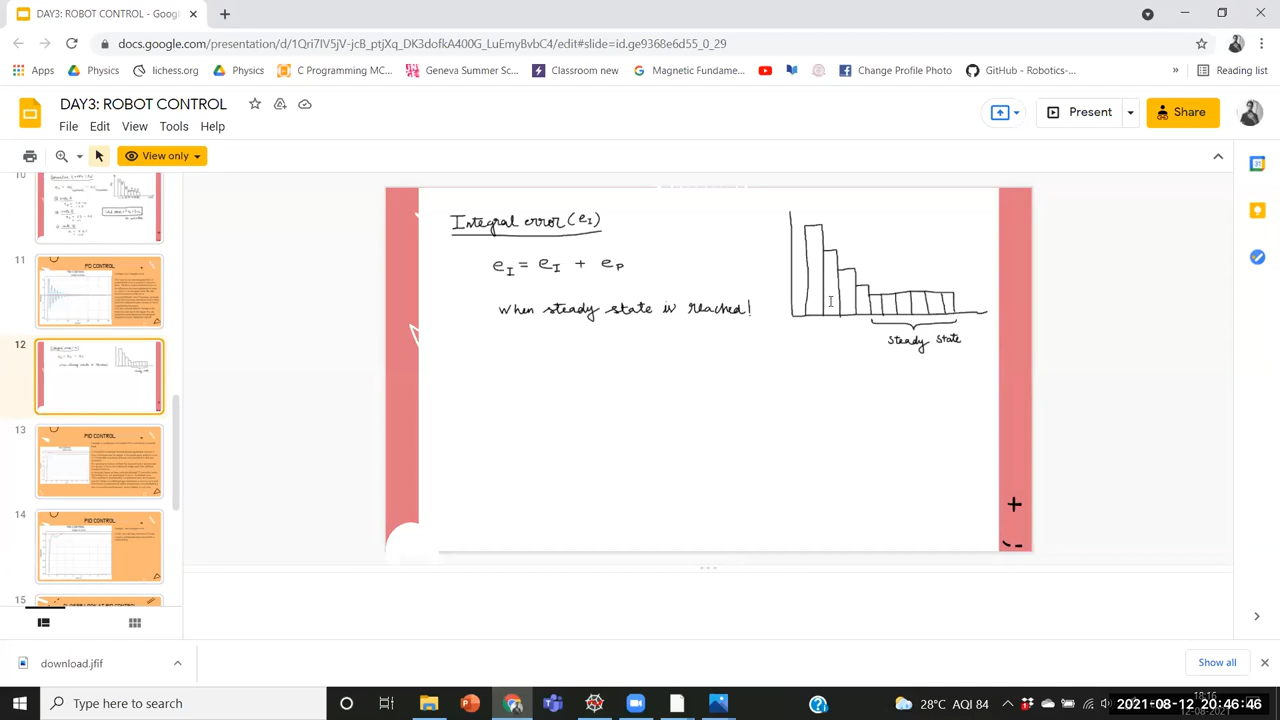 DAY3: ROBOT CONTROL - Goog
docs.google.com/presentation/d/1Qri7IV5jV-jcB_ptjXq_DK3dofkA400G_LuEmyBvbC4/edit#slide=id.ge9368e6d55_0_29
Apps Physics lichess.org Physics C Programming MC... Geneva Summer Sc... Classroom new Magnetic Fundame... Change Profile Photo GitHub - Robotics-... » Reading list
DAY3: ROBOT CONTROL
Present Share
File Edit View Tools Help
View only
10
Integral error (eI)
eI = eI + eP
When steady state is reached!
steady state
11
PID CONTROL
12
13
PID CONTROL
14
PID CONTROL
15
download.jfif
Show all
Type here to search
28°C AQI 84
18:16
2021-08-12, 20:46:46